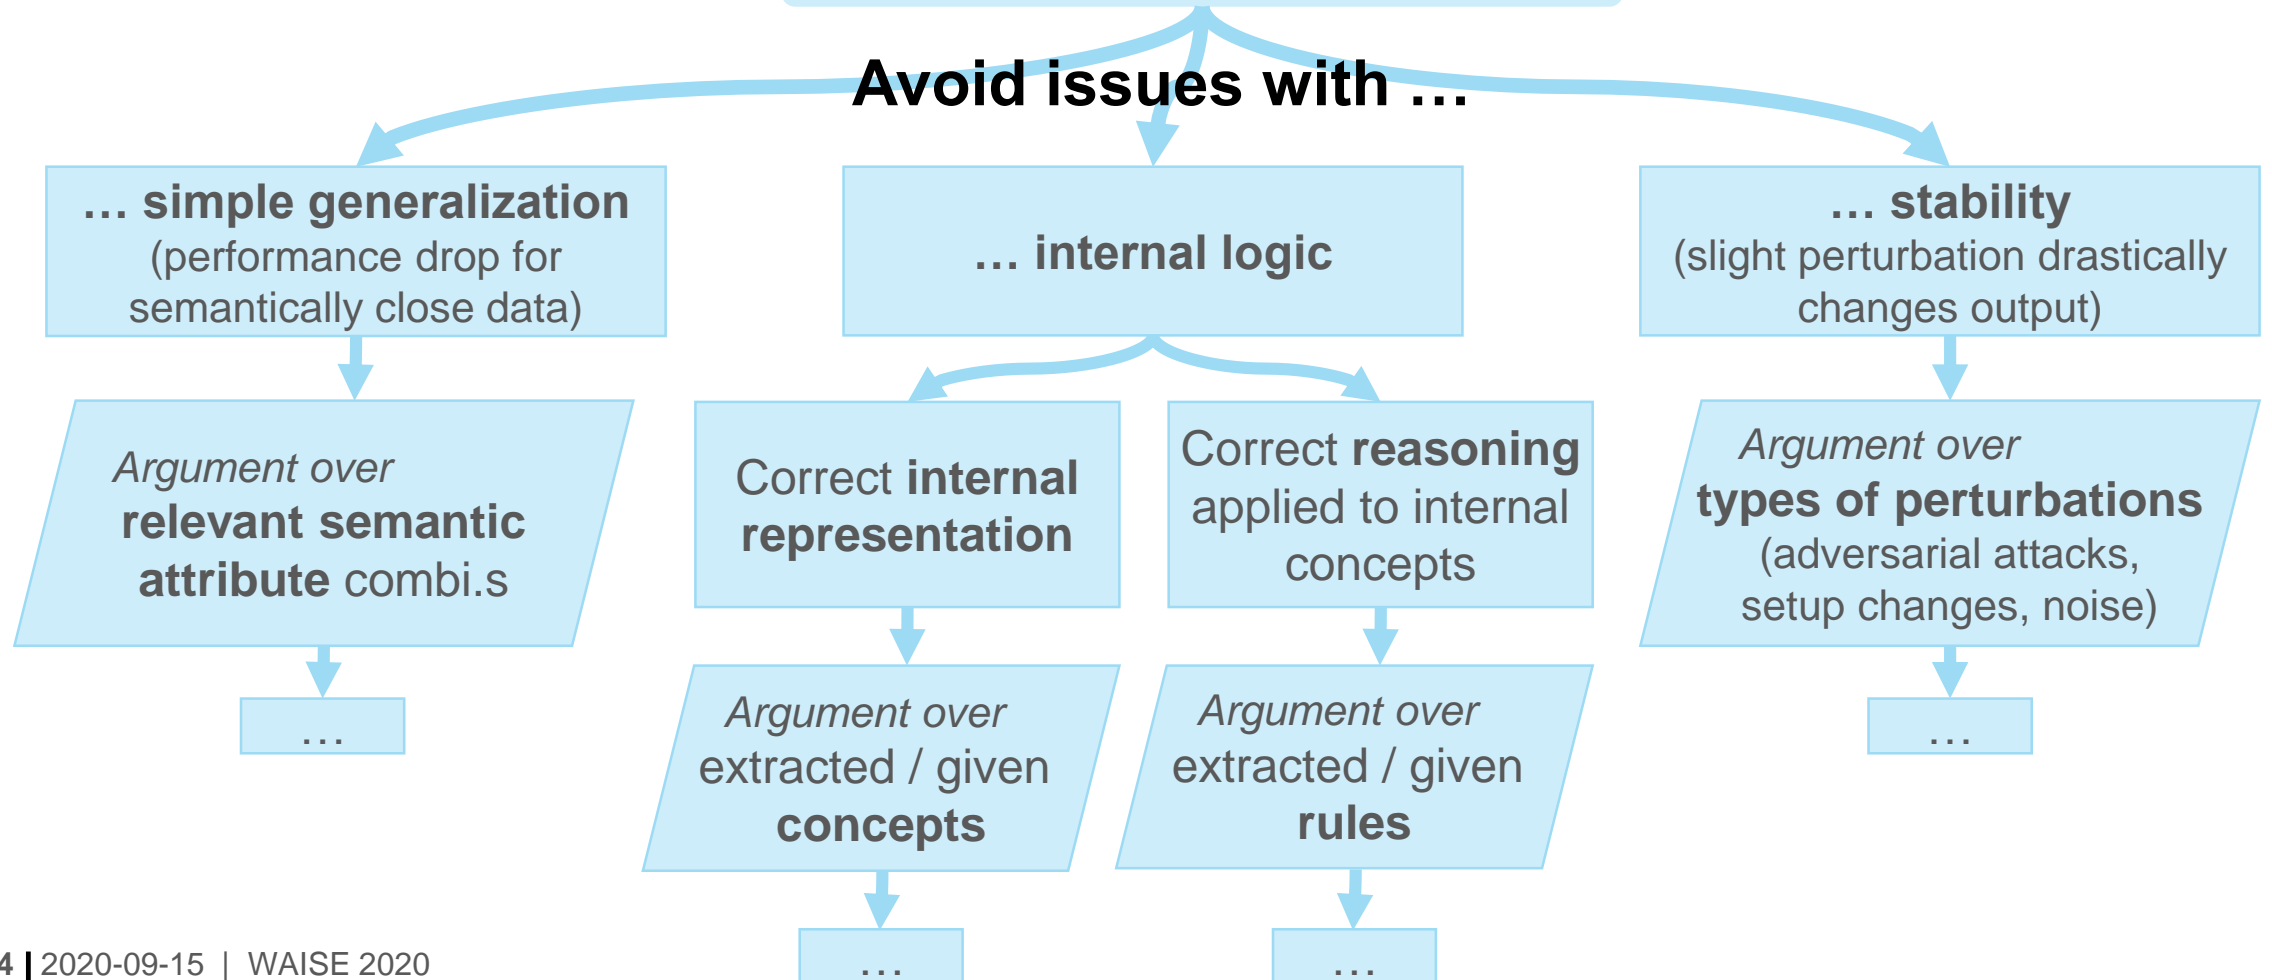 Avoid issues with …
… simple generalization
(performance drop for
semantically close data)
… internal logic
… stability
(slight perturbation drastically
changes output)
Argument over
relevant semantic
attribute combi.s
Correct internal
representation
Correct reasoning
applied to internal
concepts
Argument over
types of perturbations
(adversarial attacks,
setup changes, noise)
…
Argument over
extracted / given
concepts
Argument over
extracted / given
rules
…
…
…
4 | 2020-09-15 | WAISE 2020